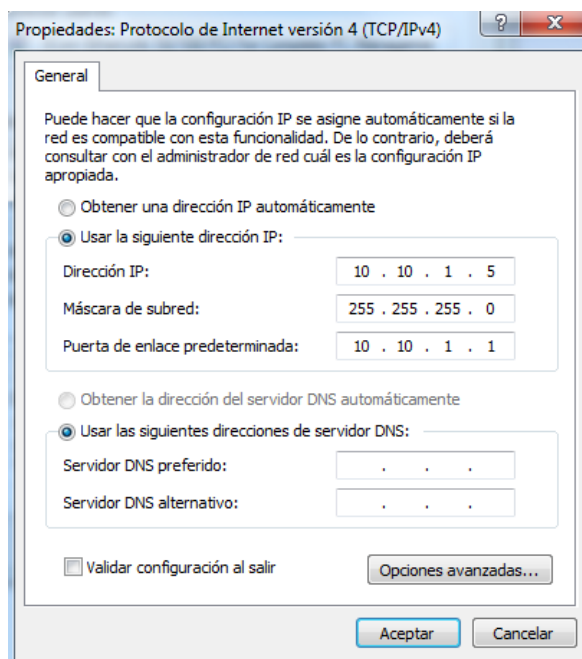 Propiedades: Protocolo de Internet versión 4 (TCP/IPv4)
General
Puede hacer que la configuración IP se asigne automáticamente si la
red es compatible con esta funcionalidad. De lo contrario, deberá
consultar con el administrador de red cuál es la configuración IP
apropiada.
Obtener una dirección IP automáticamente
Usar la siguiente dirección IP:
Dirección IP: 10 . 10 . 1 . 5
Máscara de subred: 255 . 255 . 255 . 0
Puerta de enlace predeterminada: 10 . 10 . 1 . 1
Obtener la dirección del servidor DNS automáticamente
Usar las siguientes direcciones de servidor DNS:
Servidor DNS preferido: . . .
Servidor DNS alternativo: . . .
Validar configuración al salir Opciones avanzadas...
Aceptar Cancelar